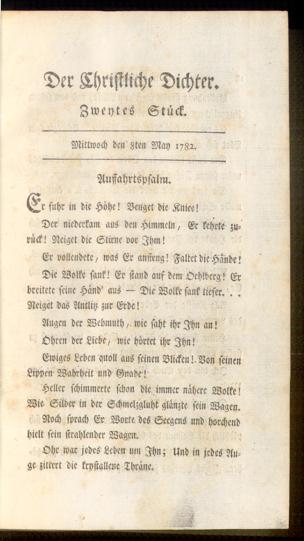 Der Christliche Dichter.
Zweytes Stück.
Mittwoch den 8ten May 1782.
Auffahrtspsalm.
Er fuhr in die Höhe! Beuget die Kniee!
Der niederkam aus den Himmeln, Er kehrte zu-
rück! Neiget die Stirne vor Jhm!
Er vollendete, was Er anfieng! Faltet die Hände!
Die Wolke sank! Er stand auf dem Oehlberg! Er
breitete seine Händ' aus — Die Wolke sank tiefer. . .
Neiget das Antlitz zur Erde!
Augen der Wehmuth, wie saht ihr Jhn an!
Ohren der Liebe, wie hörtet ihr Jhn!
Ewiges Leben quoll aus seinen Blicken! Von seinen
Lippen Wahrheit und Gnade!
Heller schimmerte schon die immer nähere Wolke!
Wie Silber in der Schmelzgluht glänzte sein Wagen.
Noch sprach Er Worte des Seegens und horchend
hielt sein strahlender Wagen.
Ohr war jedes Leben um Jhn; Und in jedes Au-
ge zittert die krystallene Thräne.